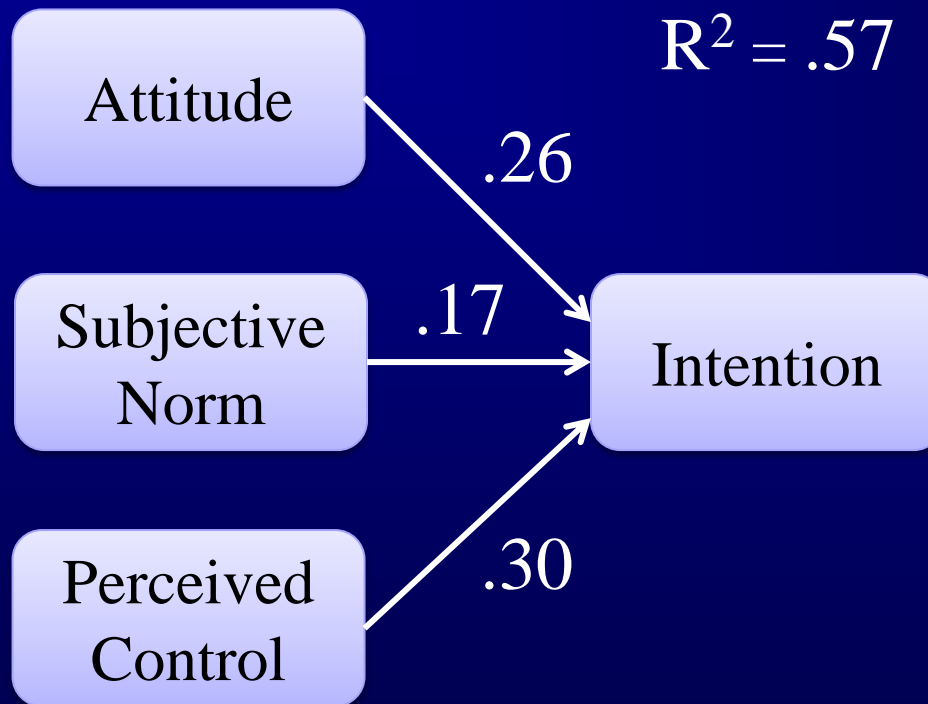 Attitude
R² = .57
.26
Subjective
Norm
.17
Intention
Perceived
Control
.30